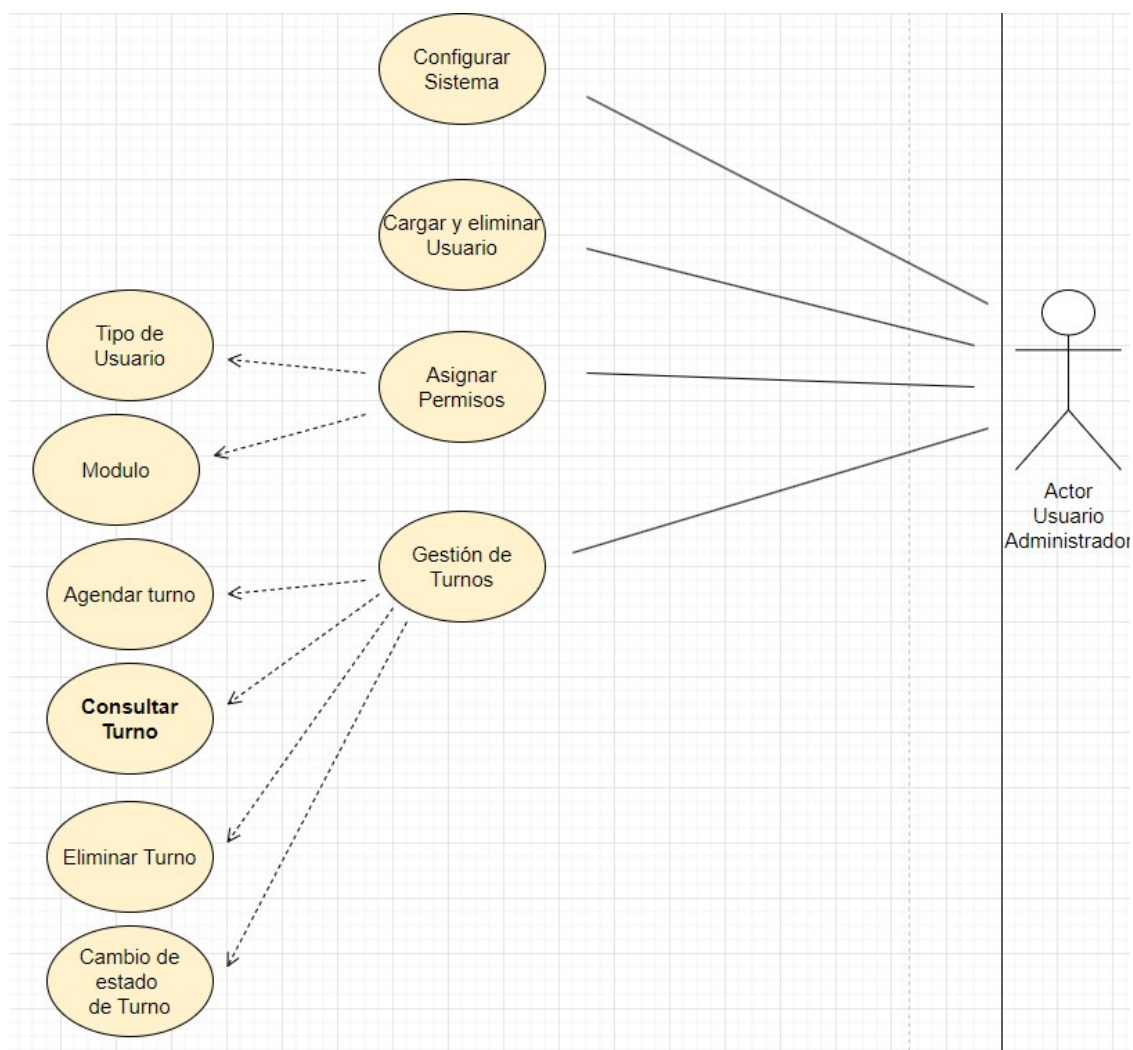 Configurar
Sistema
Cargar y eliminar
Usuario
Tipo de
Usuario
Asignar
Permisos
Modulo
Actor
Usuario
Administrador
Gestión de
Turnos
Agendar turno
Consultar
Turno
Eliminar Turno
Cambio de
estado
de Turno